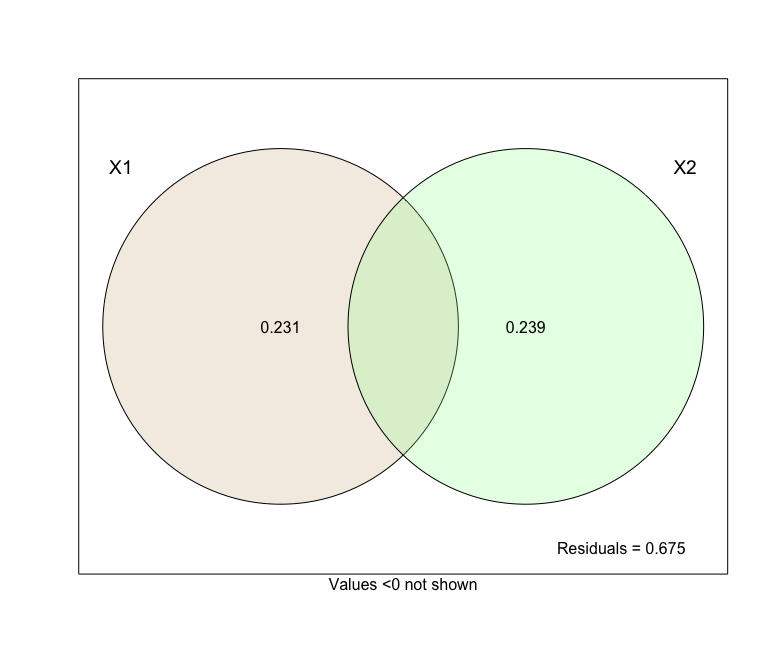 X1
X2
0.231
0.239
Residuals = 0.675
Values <0 not shown